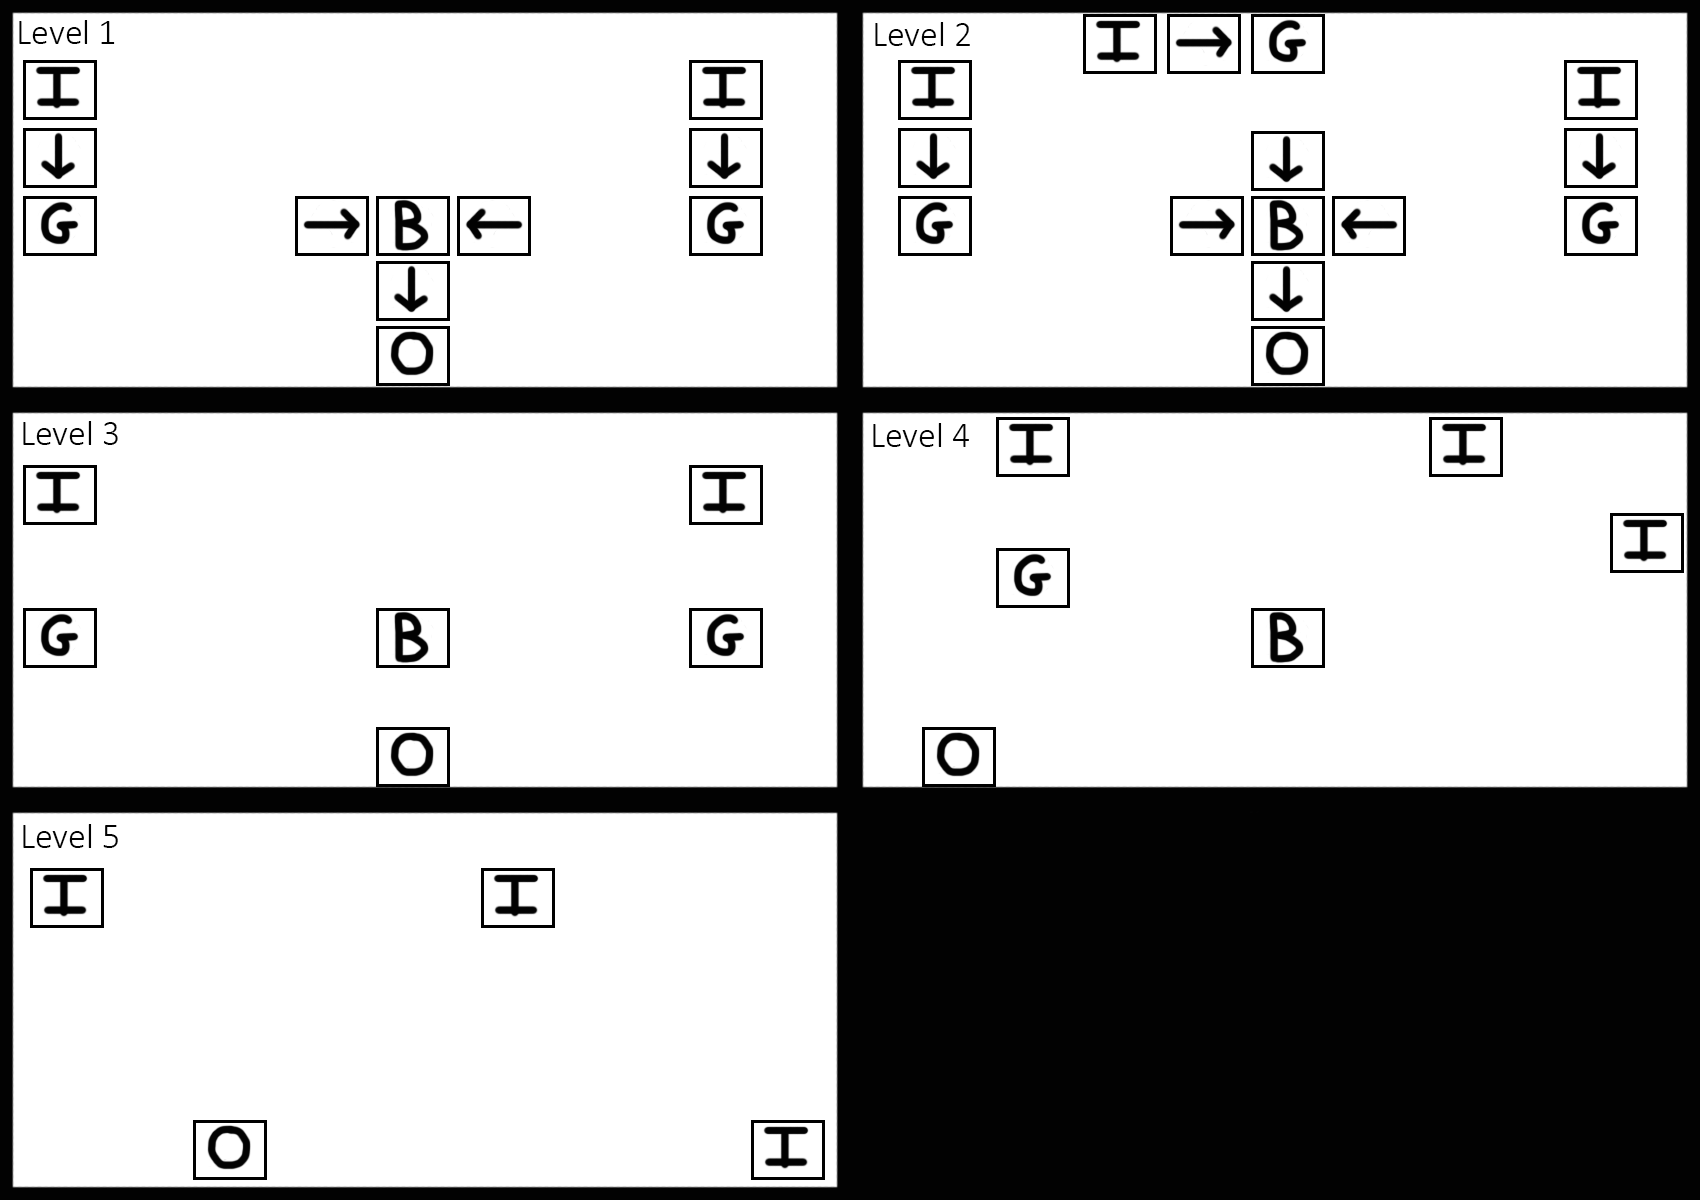 Level 1
I I
↓ ↓
G → B ← G
↓
O
Level 2 I → G
I I
↓ ↓ ↓
G → B ← G
↓
O
Level 3
I I
G B G
O
Level 4 I I
I
G
B
O
Level 5
I I
O I